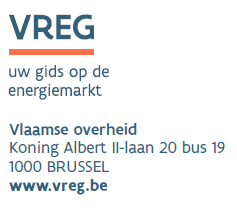 VREG
uw gids op de
energiemarkt
Vlaamse overheid
Koning Albert II-laan 20 bus 19
1000 BRUSSEL
www.vreg.be